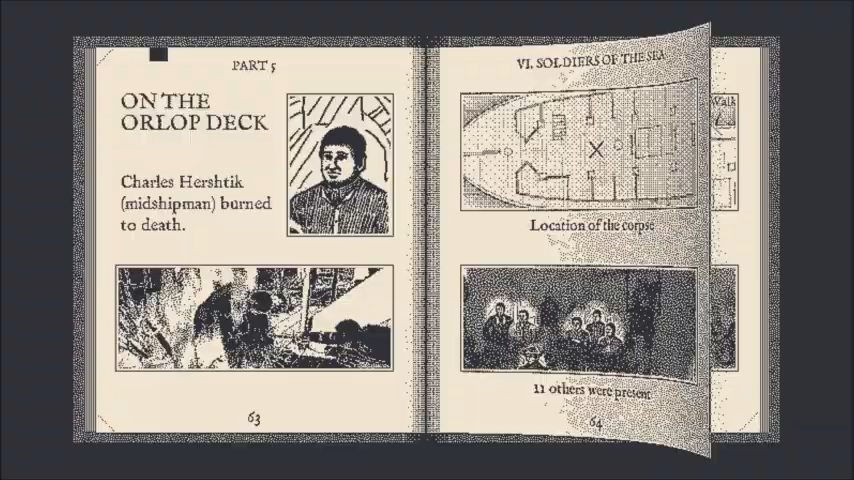 PART 5
ON THE
ORLOP DECK
Charles Hershtik
(midshipman) burned
to death.
63
VI. SOLDIERS OF THE SEA
Location of the corpse
11 others were present
64
Walk